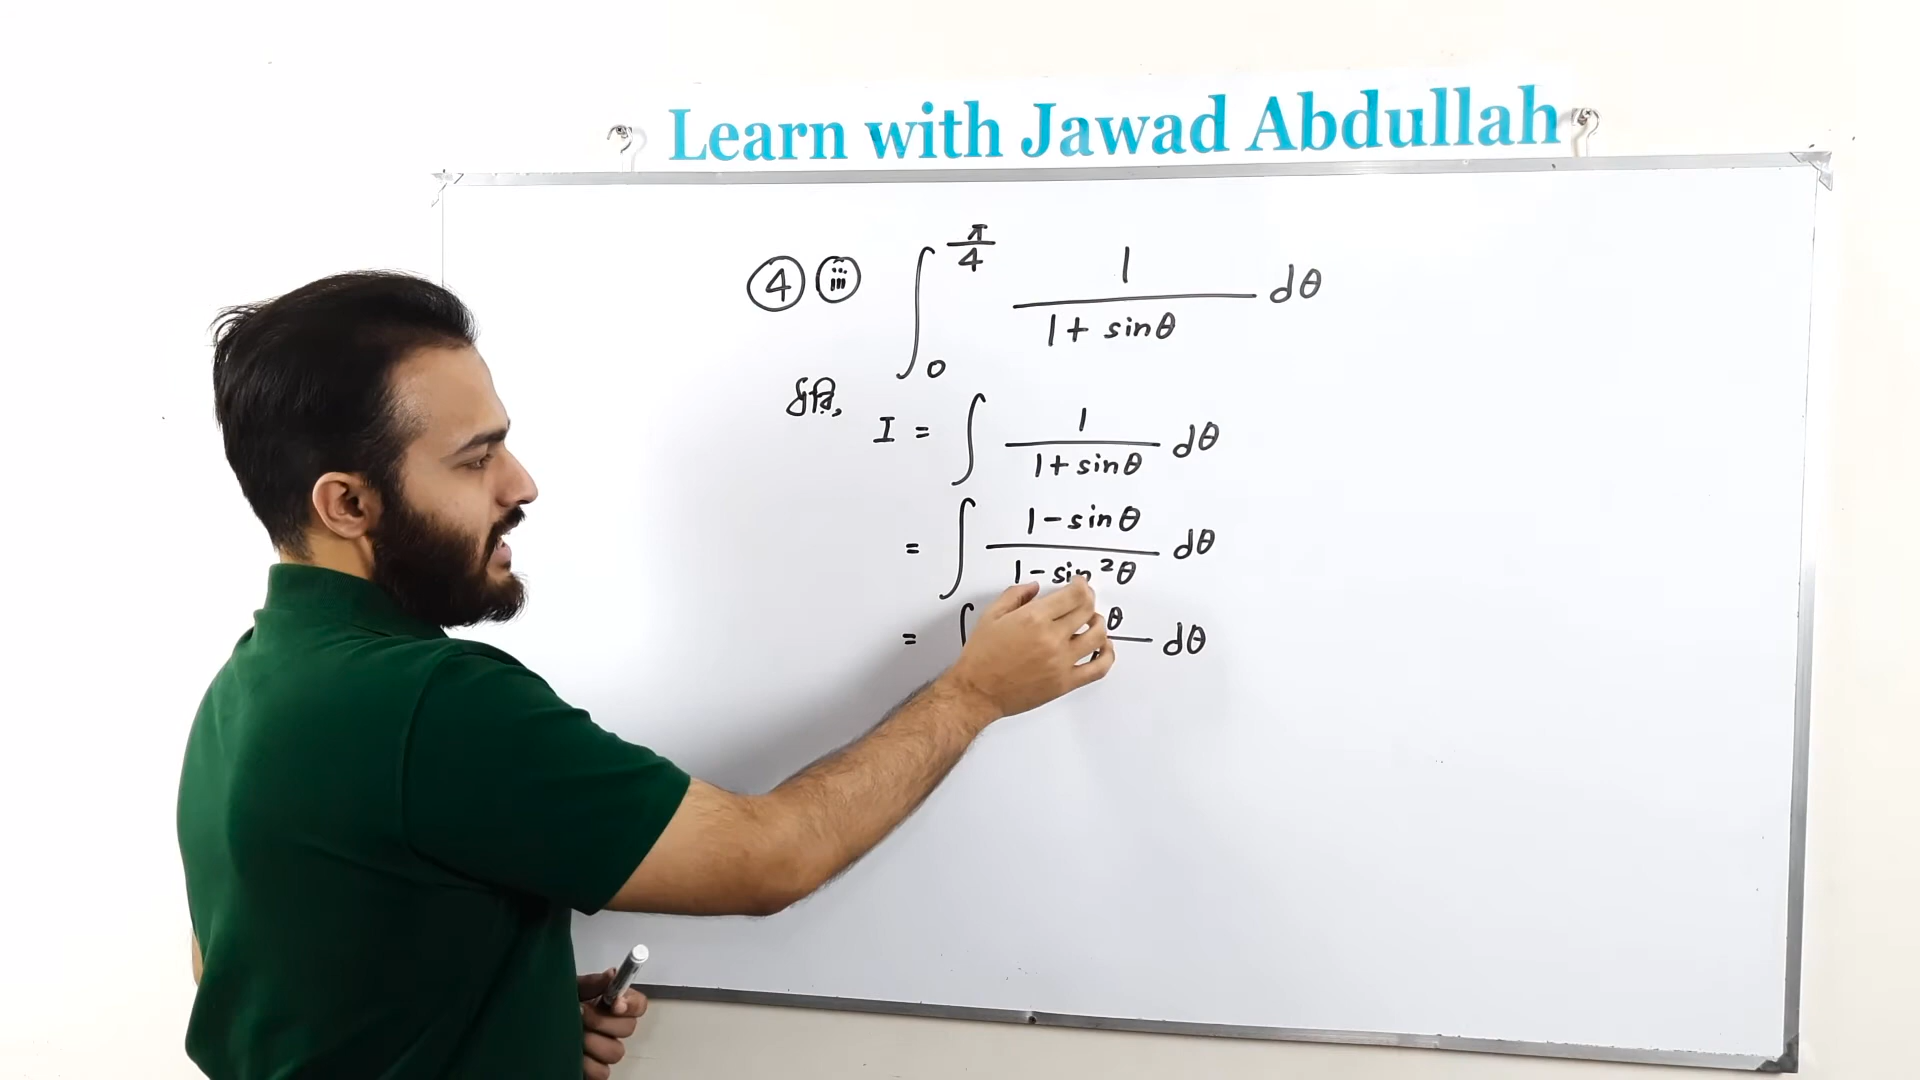 Learn with Jawad Abdullah
④ ⓘⓘⓘ ∫₀^(π/4) 1/(1 + sinθ) dθ
ধরি,
I = ∫ 1/(1 + sinθ) dθ
= ∫ (1 - sinθ)/(1 - sin²θ) dθ
= ∫ θ dθ